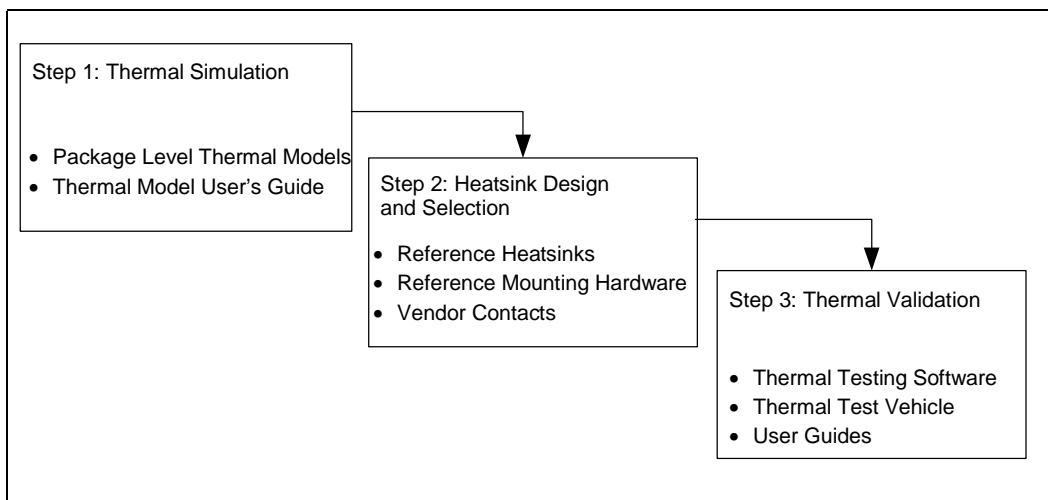 Step 1: Thermal Simulation
• Package Level Thermal Models
• Thermal Model User’s Guide
Step 2: Heatsink Design
and Selection
• Reference Heatsinks
• Reference Mounting Hardware
• Vendor Contacts
Step 3: Thermal Validation
• Thermal Testing Software
• Thermal Test Vehicle
• User Guides